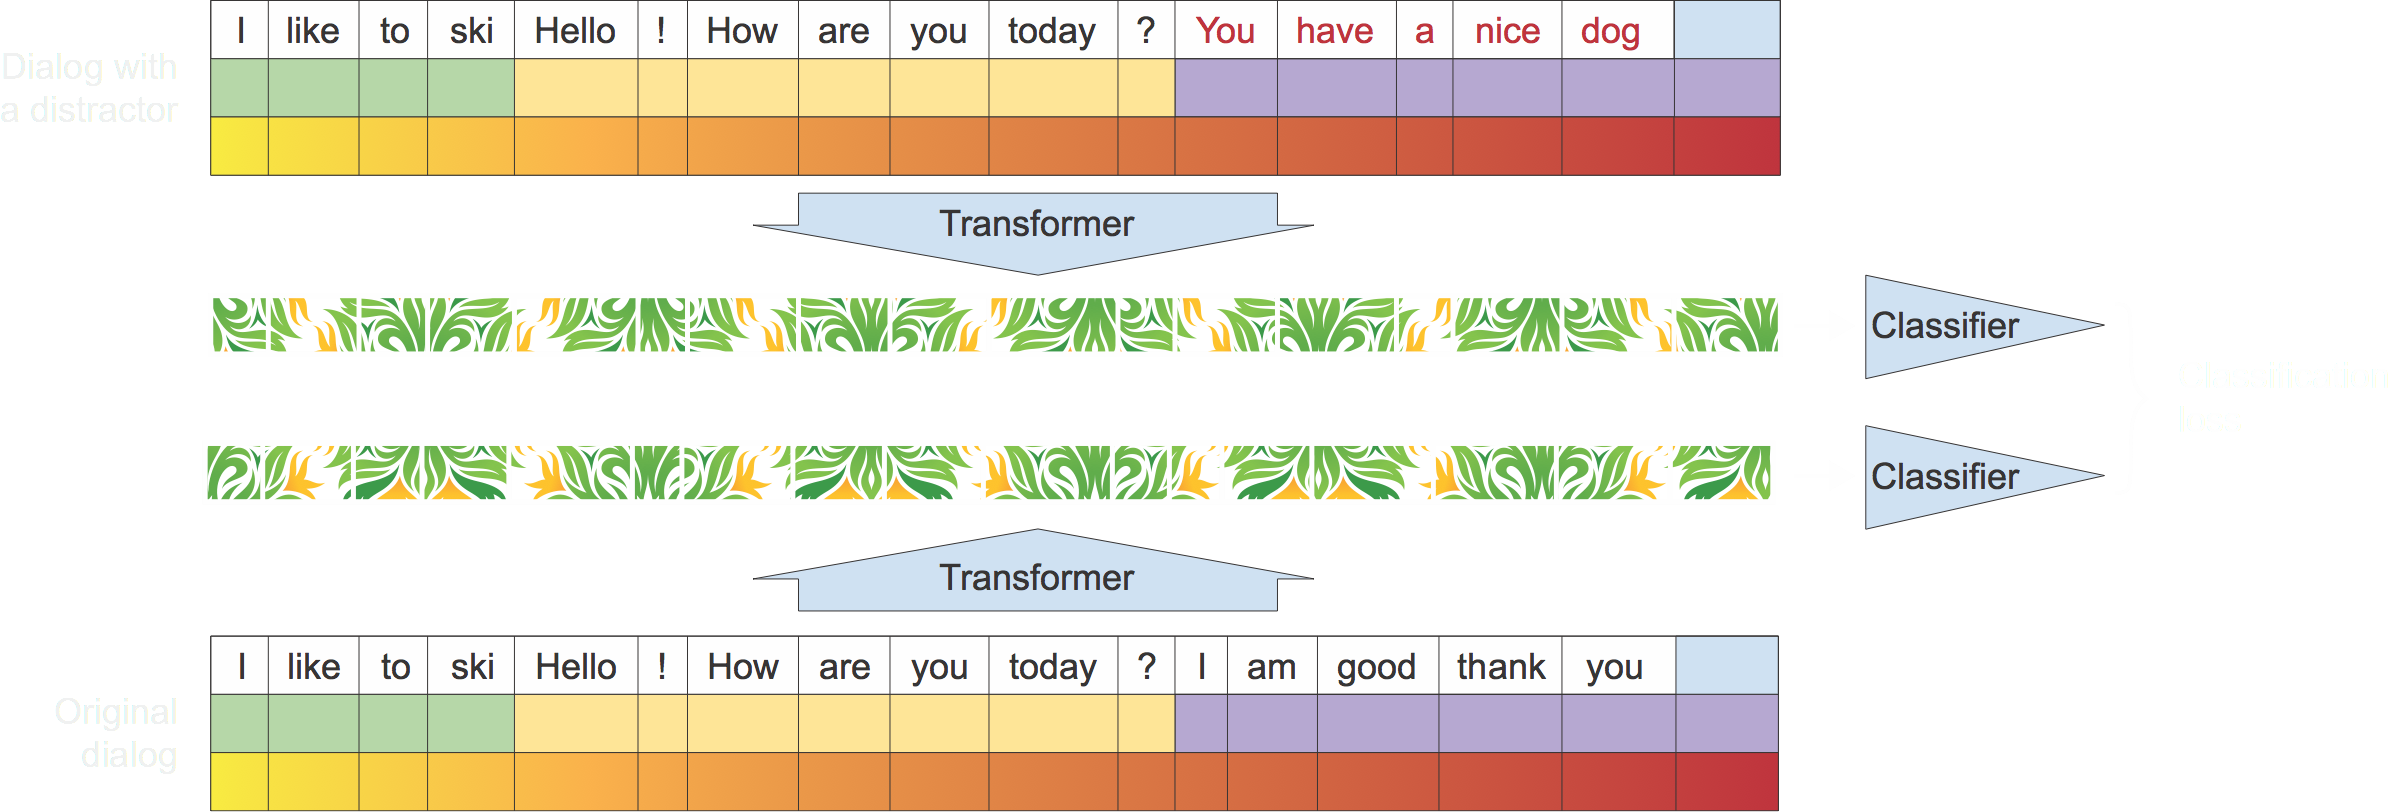 Dialog with
a distractor
I like to ski Hello ! How are you today ? You have a nice dog
Transformer
Classifier
Classifier
Transformer
I like to ski Hello ! How are you today ? I am good thank you
Original
dialog